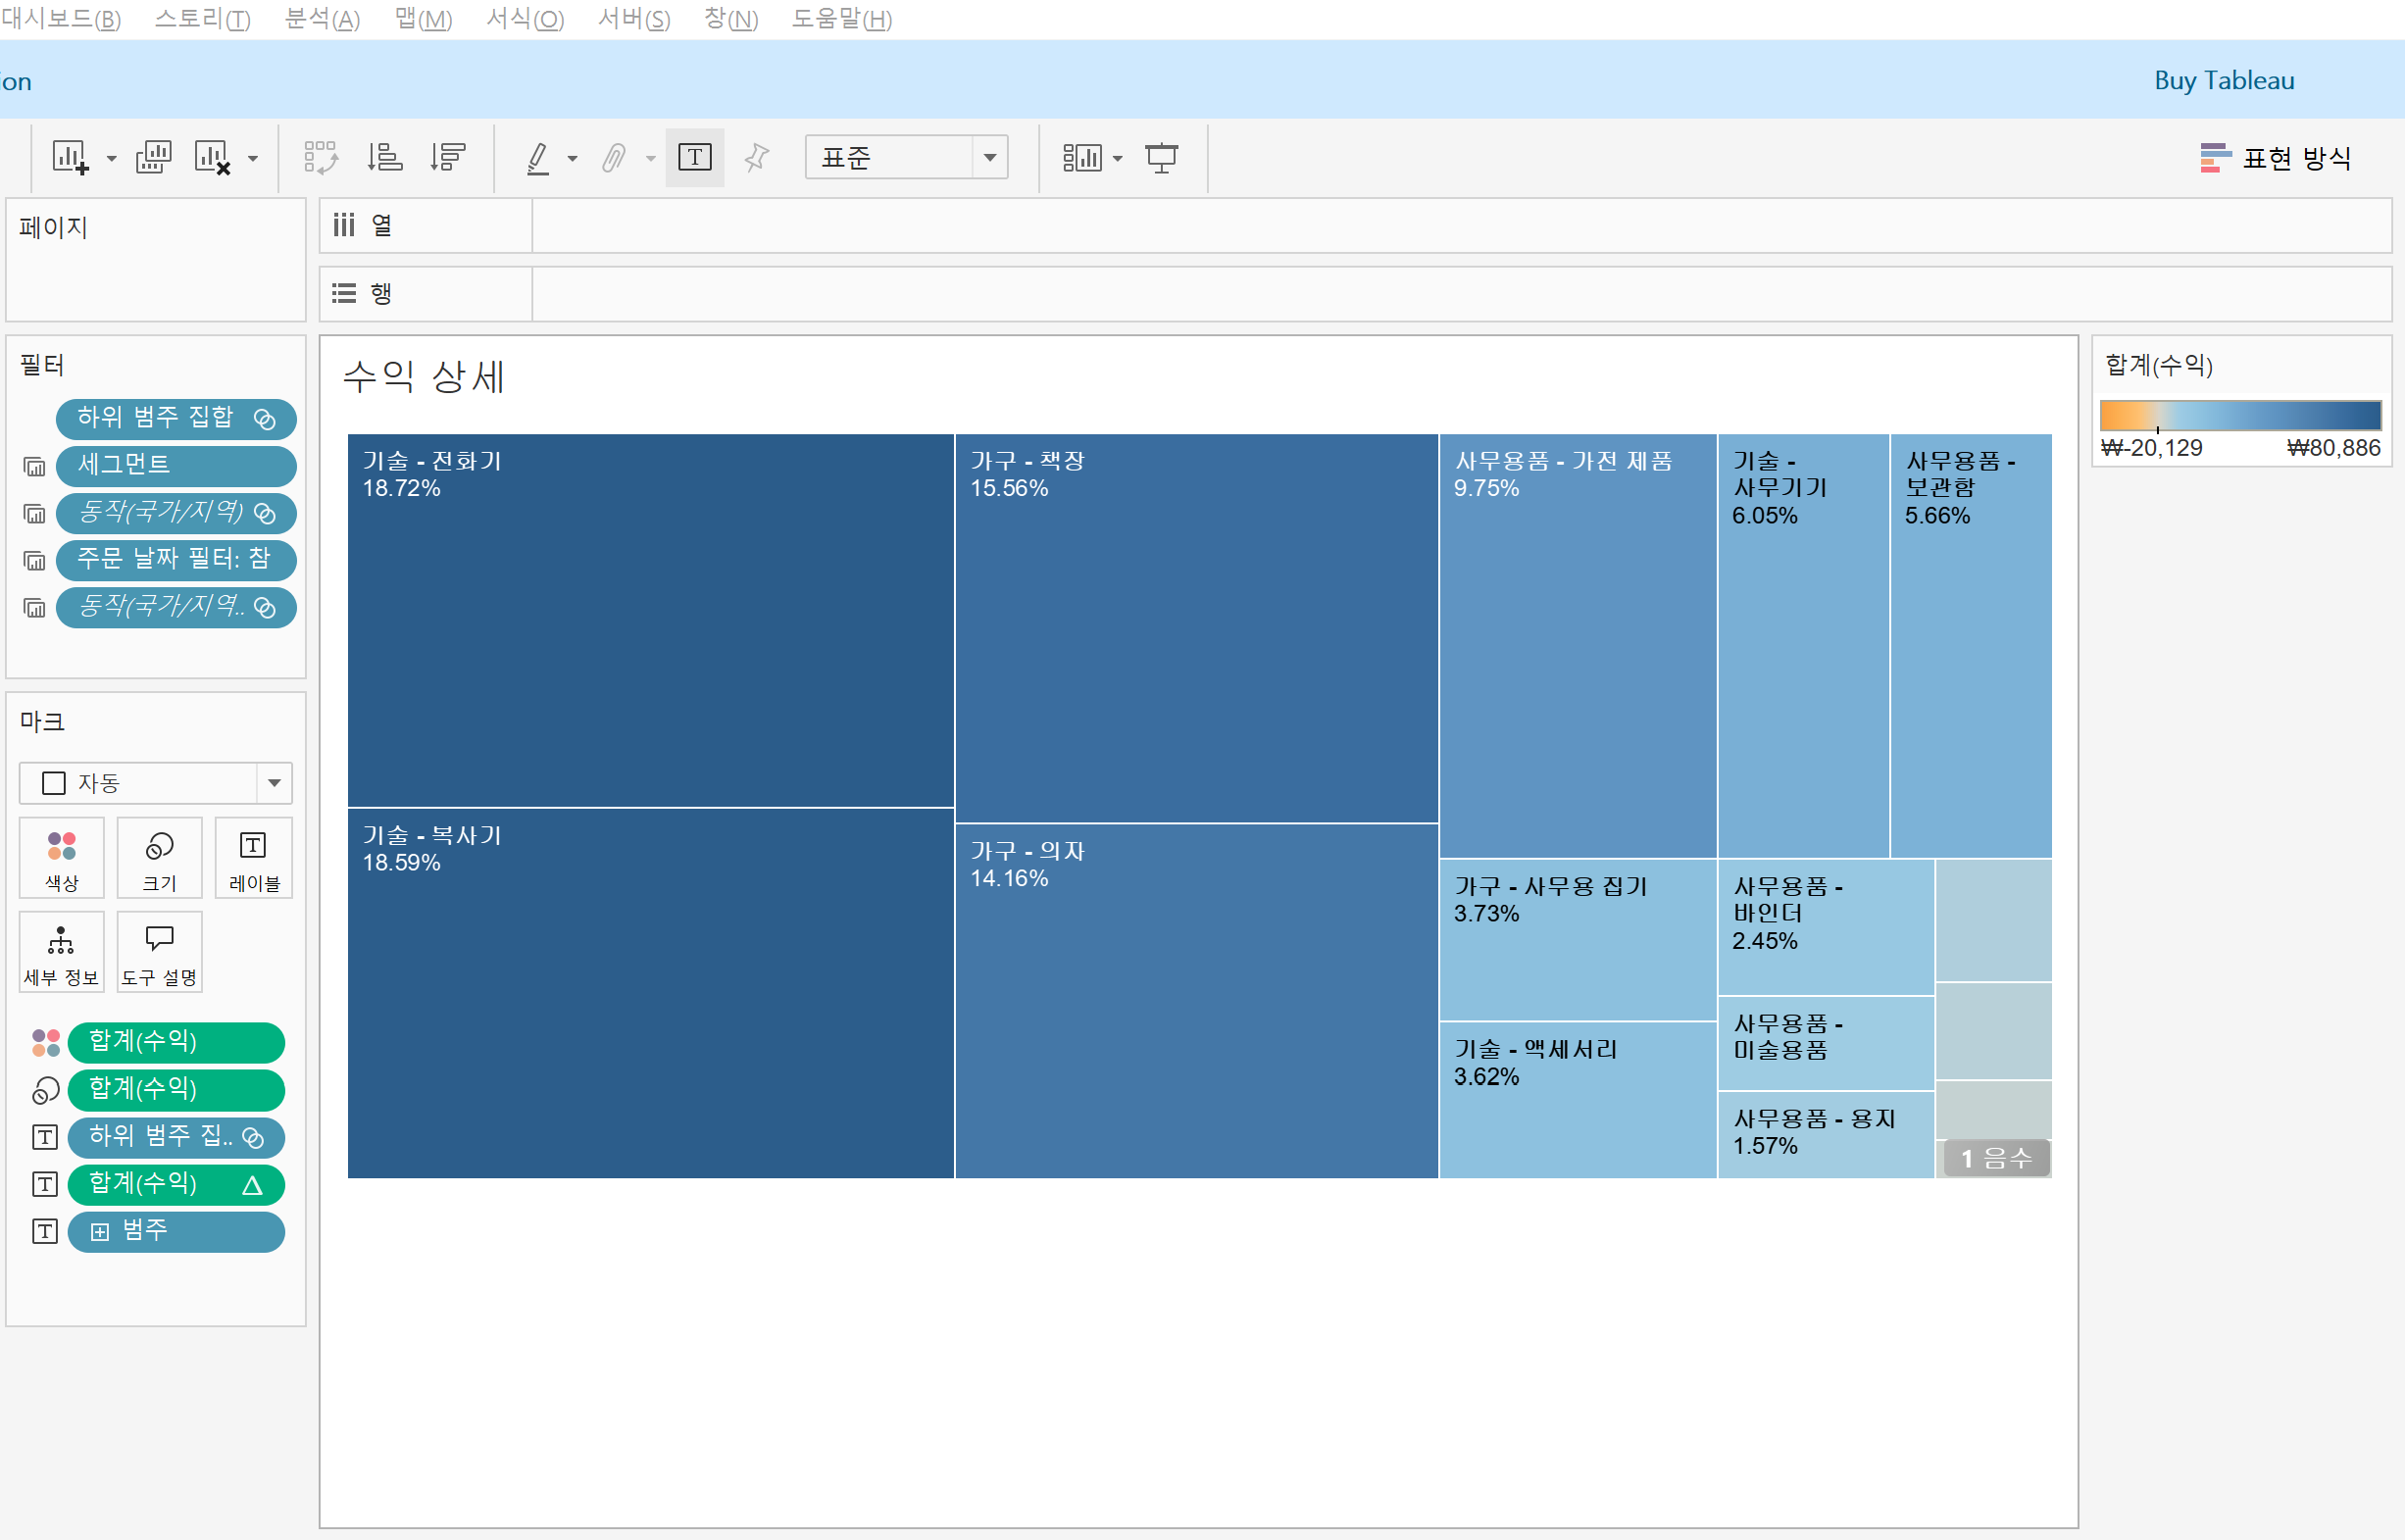 대시보드(B) 스토리(T) 분석(A) 맵(M) 서식(O) 서버(S) 창(N) 도움말(H)
ion
Buy Tableau
표준
표현 방식
페이지
열
행
필터
하위 범주 집합
세그먼트
동작(국가/지역)
주문 날짜 필터: 참
동작(국가/지역..
마크
자동
색상
크기
레이블
세부 정보
도구 설명
합계(수익)
합계(수익)
하위 범주 집..
합계(수익) Δ
범주
수익 상세
기술 - 전화기
18.72%
기술 - 복사기
18.59%
가구 - 책장
15.56%
가구 - 의자
14.16%
사무용품 - 가전 제품
9.75%
기술 -
사무기기
6.05%
사무용품 -
보관함
5.66%
가구 - 사무용 집기
3.73%
기술 - 액세서리
3.62%
사무용품 -
바인더
2.45%
사무용품 -
미술용품
사무용품 - 용지
1.57%
1 음수
합계(수익)
₩-20,129
₩80,886